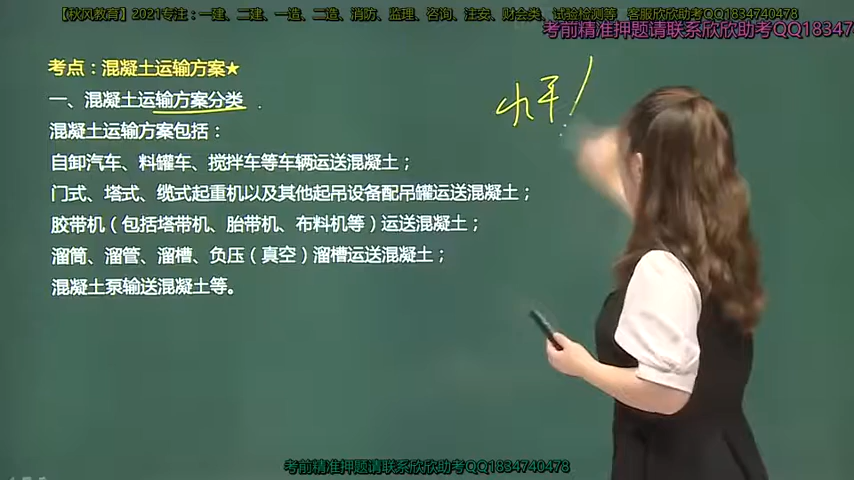 【秋风教育】2021专注：一建、二建、一造、二造、消防、监理、咨询、注安、财会类、试验检测等 客服欣欣助考QQ1834740478
考前精准押题请联系欣欣助考QQ18347
考点：混凝土运输方案★
水平/
一、混凝土运输方案分类
混凝土运输方案包括：
自卸汽车、料罐车、搅拌车等车辆运送混凝土；
门式、塔式、缆式起重机以及其他起吊设备配吊罐运送混凝土；
胶带机（包括塔带机、胎带机、布料机等）运送混凝土；
溜筒、溜管、溜槽、负压（真空）溜槽运送混凝土；
混凝土泵输送混凝土等。
考前精准押题请联系欣欣助考QQ1834740478